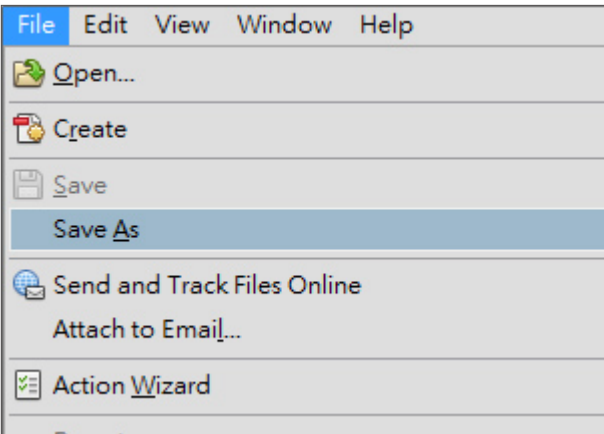 File Edit View Window Help
Open...
Create
Save
Save As
Send and Track Files Online
Attach to Email...
Action Wizard